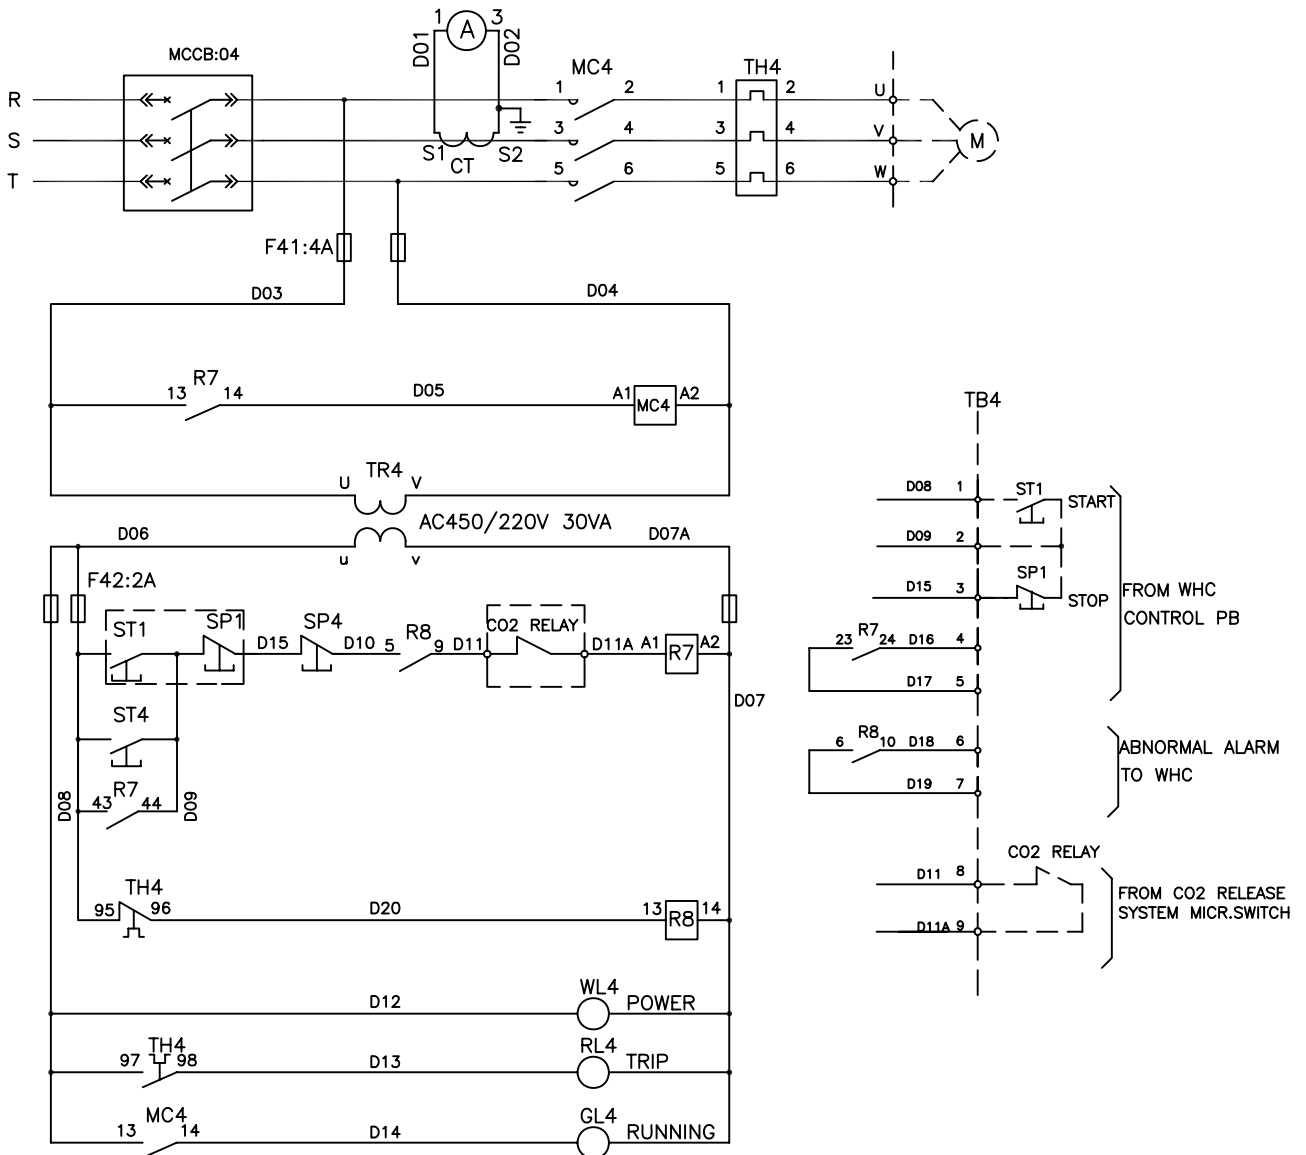 1 A 3
D01 D02
MCCB:04
MC4 TH4
R 1 2 1 2 U
S 3 4 3 4 V M
S1 S2
CT
T 5 6 5 6 W
F41:4A
D03 D04
R7
13 14 D05 A1 MC4 A2
TR4
U V
AC450/220V 30VA
D06 D07A
u v
F42:2A
ST1 SP1 D15 SP4 D10 5 R8 9 D11 CO2 RELAY D11A A1 R7 A2
D07
ST4
R7
43 44
D08 D09
TH4
95 96 D20 13 R8 14
D12 WL4 POWER
TH4
97 98 D13 RL4 TRIP
MC4
13 14 D14 GL4 RUNNING
TB4
D08 1 ST1 START
D09 2
D15 3 SP1 STOP
FROM WHC
CONTROL PB
23 R7 24 D16 4
D17 5
6 R8 10 D18 6
D19 7
ABNORMAL ALARM
TO WHC
CO2 RELAY
D11 8
D11A 9
FROM CO2 RELEASE
SYSTEM MICR.SWITCH